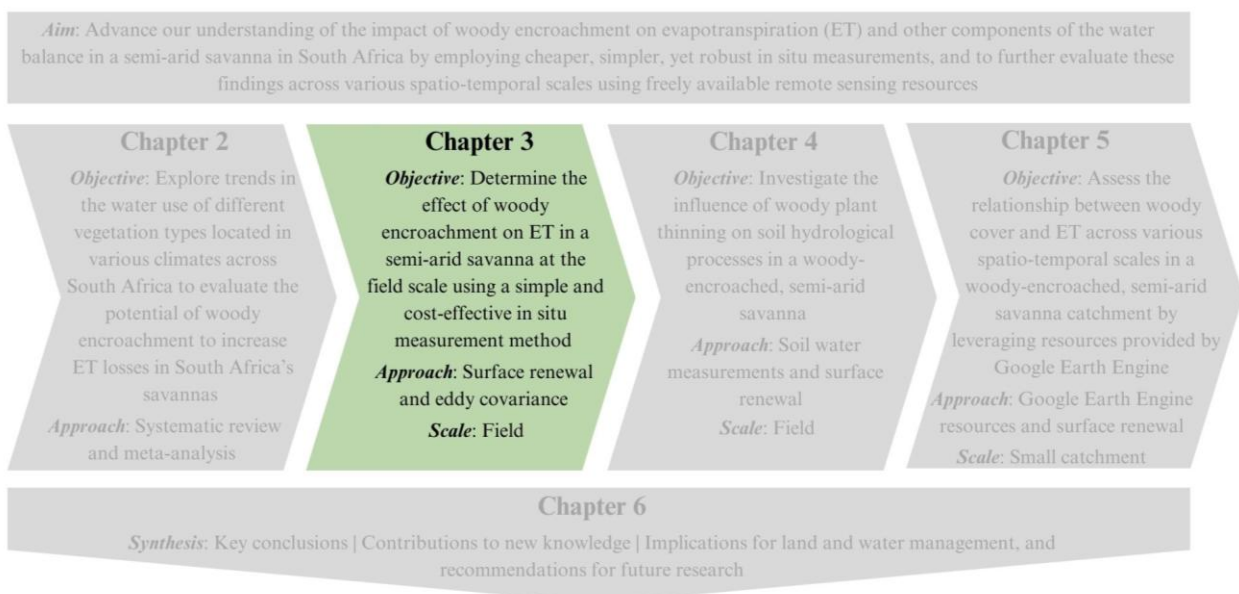 Aim: Advance our understanding of the impact of woody encroachment on evapotranspiration (ET) and other components of the water
balance in a semi-arid savanna in South Africa by employing cheaper, simpler, yet robust in situ measurements, and to further evaluate these
findings across various spatio-temporal scales using freely available remote sensing resources
Chapter 2
Objective: Explore trends in
the water use of different
vegetation types located in
various climates across
South Africa to evaluate the
potential of woody
encroachment to increase
ET losses in South Africa's
savannas
Approach: Systematic review
and meta-analysis
Chapter 3
Objective: Determine the
effect of woody
encroachment on ET in a
semi-arid savanna at the
field scale using a simple and
cost-effective in situ
measurement method
Approach: Surface renewal
and eddy covariance
Scale: Field
Chapter 4
Objective: Investigate the
influence of woody plant
thinning on soil hydrological
processes in a woody-
encroached, semi-arid
savanna
Approach: Soil water
measurements and surface
renewal
Scale: Field
Chapter 5
Objective: Assess the
relationship between woody
cover and ET across various
spatio-temporal scales in a
woody-encroached, semi-arid
savanna catchment by
leveraging resources provided by
Google Earth Engine
Approach: Google Earth Engine
resources and surface renewal
Scale: Small catchment
Chapter 6
Synthesis: Key conclusions | Contributions to new knowledge | Implications for land and water management, and
recommendations for future research